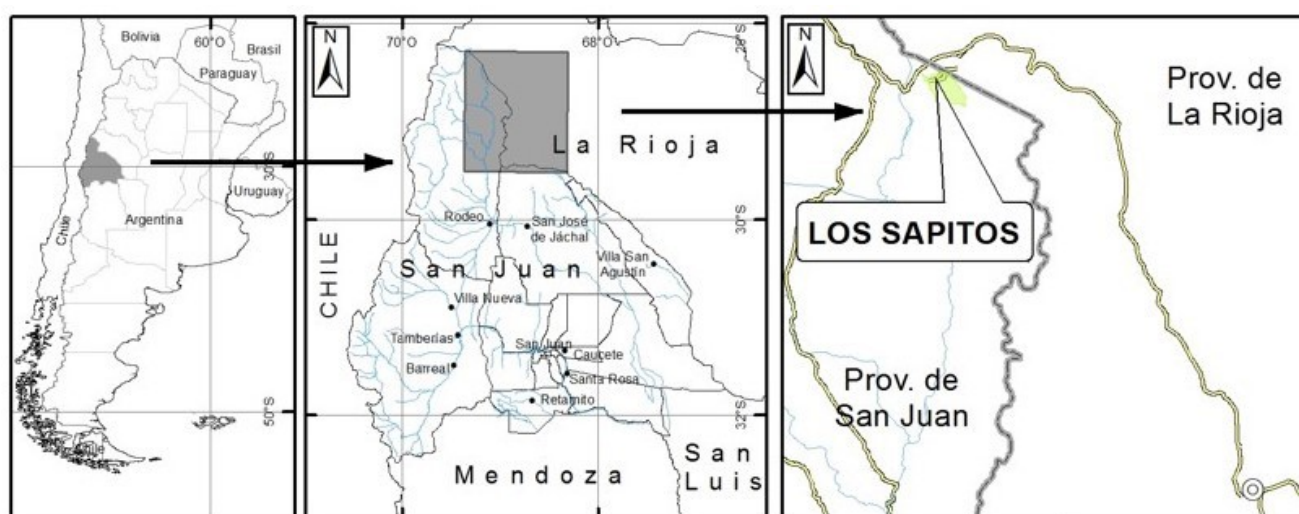 Bolivia
60°O
Brasil
Paraguay
30°S
Uruguay
Argentina
Chile
50°S
Chile
N
70°O
68°O
28°S
La Rioja
Rodeo
San José
de Jáchal
30°S
CHILE
San Juan
Villa San
Agustín
Villa Nueva
Tamberías
San Juan
Caucete
Barreal
Santa Rosa
Retamito
32°S
Mendoza
San
Luis
N
Prov. de
La Rioja
LOS SAPITOS
Prov. de
San Juan